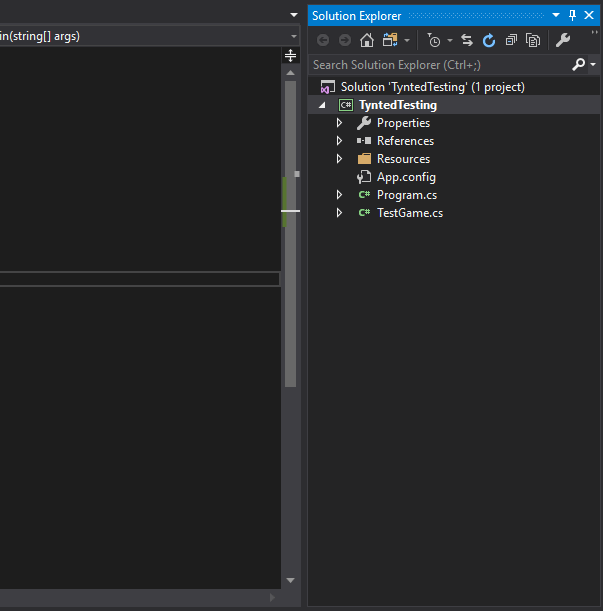 Solution Explorer
in(string[] args)
Search Solution Explorer (Ctrl+;)
Solution 'TyntedTesting' (1 project)
C# TyntedTesting
Properties
References
Resources
App.config
C# Program.cs
C# TestGame.cs